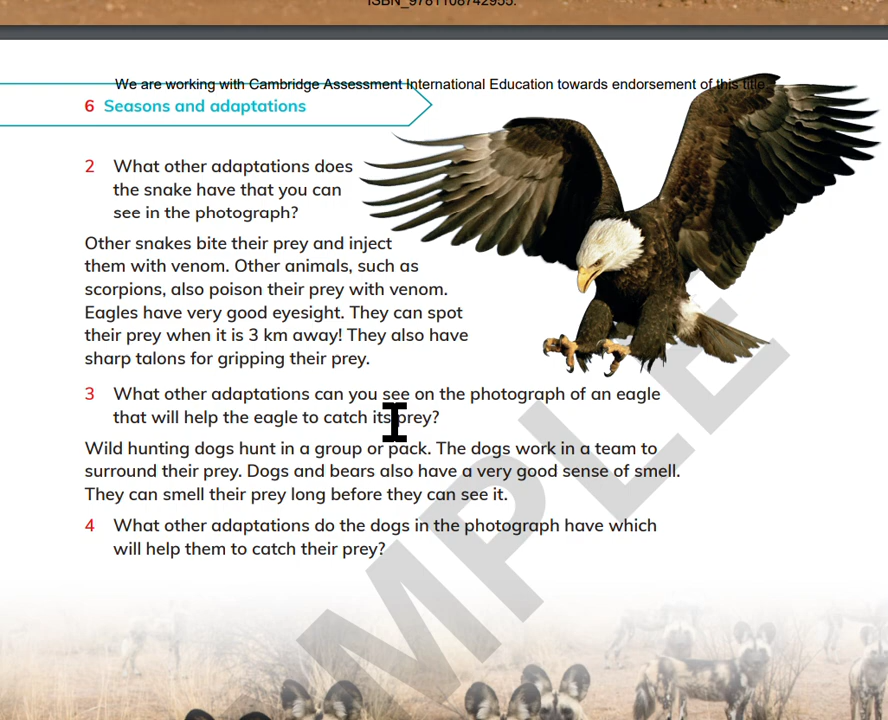 ISBN_9781108742955.
We are working with Cambridge Assessment International Education towards endorsement of this title.
6 Seasons and adaptations
2 What other adaptations does
the snake have that you can
see in the photograph?
Other snakes bite their prey and inject
them with venom. Other animals, such as
scorpions, also poison their prey with venom.
Eagles have very good eyesight. They can spot
their prey when it is 3 km away! They also have
sharp talons for gripping their prey.
3 What other adaptations can you see on the photograph of an eagle
that will help the eagle to catch its prey?
Wild hunting dogs hunt in a group or pack. The dogs work in a team to
surround their prey. Dogs and bears also have a very good sense of smell.
They can smell their prey long before they can see it.
4 What other adaptations do the dogs in the photograph have which
will help them to catch their prey?